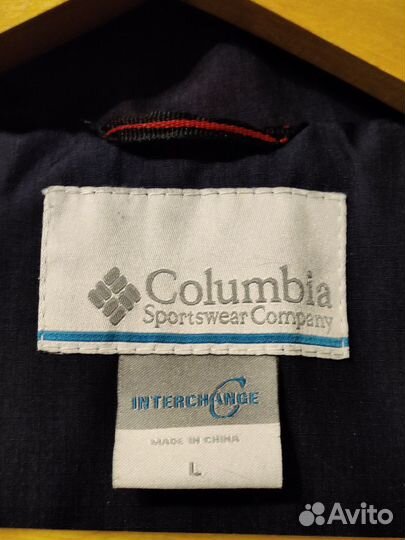 Columbia
Sportswear Company
INTERCHANGE
MADE IN CHINA
L
Avito